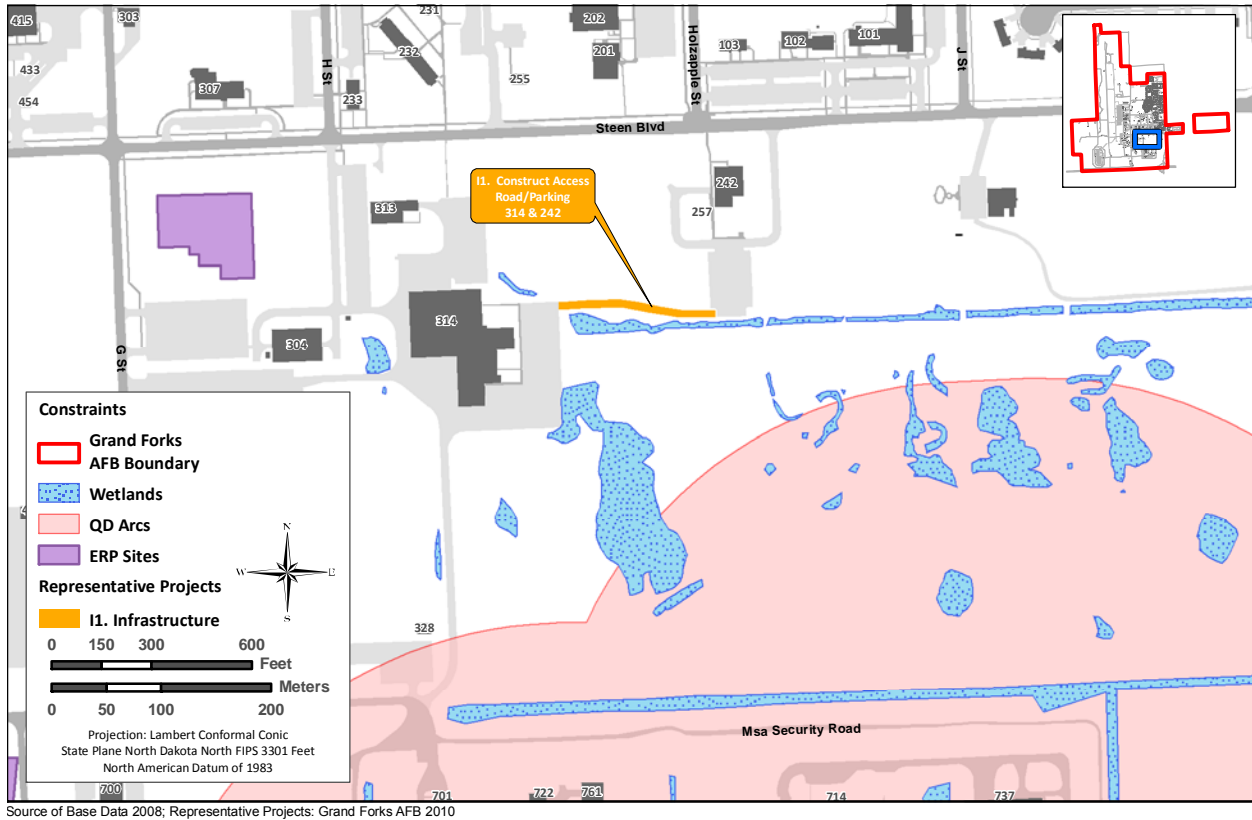 415
303
231
202
232
201
103
102
101
433
307
454
233
255
H St
Holzapple St
J St
Steen Blvd
I1. Construct Access
Road/Parking
314 & 242
242
257
313
314
304
G St
Constraints
Grand Forks
AFB Boundary
Wetlands
QD Arcs
ERP Sites
Representative Projects
I1. Infrastructure
N
W
E
S
0 150 300 600
Feet
Meters
0 50 100 200
Projection: Lambert Conformal Conic
State Plane North Dakota North FIPS 3301 Feet
North American Datum of 1983
328
Msa Security Road
700
701
722
761
714
737
Source of Base Data 2008; Representative Projects: Grand Forks AFB 2010